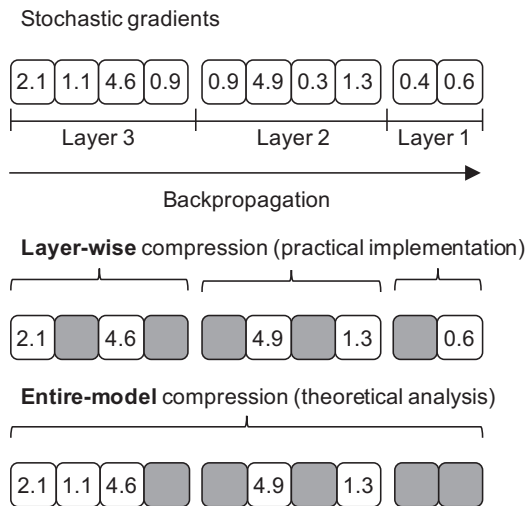 Stochastic gradients
2.1 1.1 4.6 0.9 0.9 4.9 0.3 1.3 0.4 0.6
Layer 3 Layer 2 Layer 1
Backpropagation
Layer-wise compression (practical implementation)
2.1 4.6 4.9 1.3 0.6
Entire-model compression (theoretical analysis)
2.1 1.1 4.6 4.9 1.3